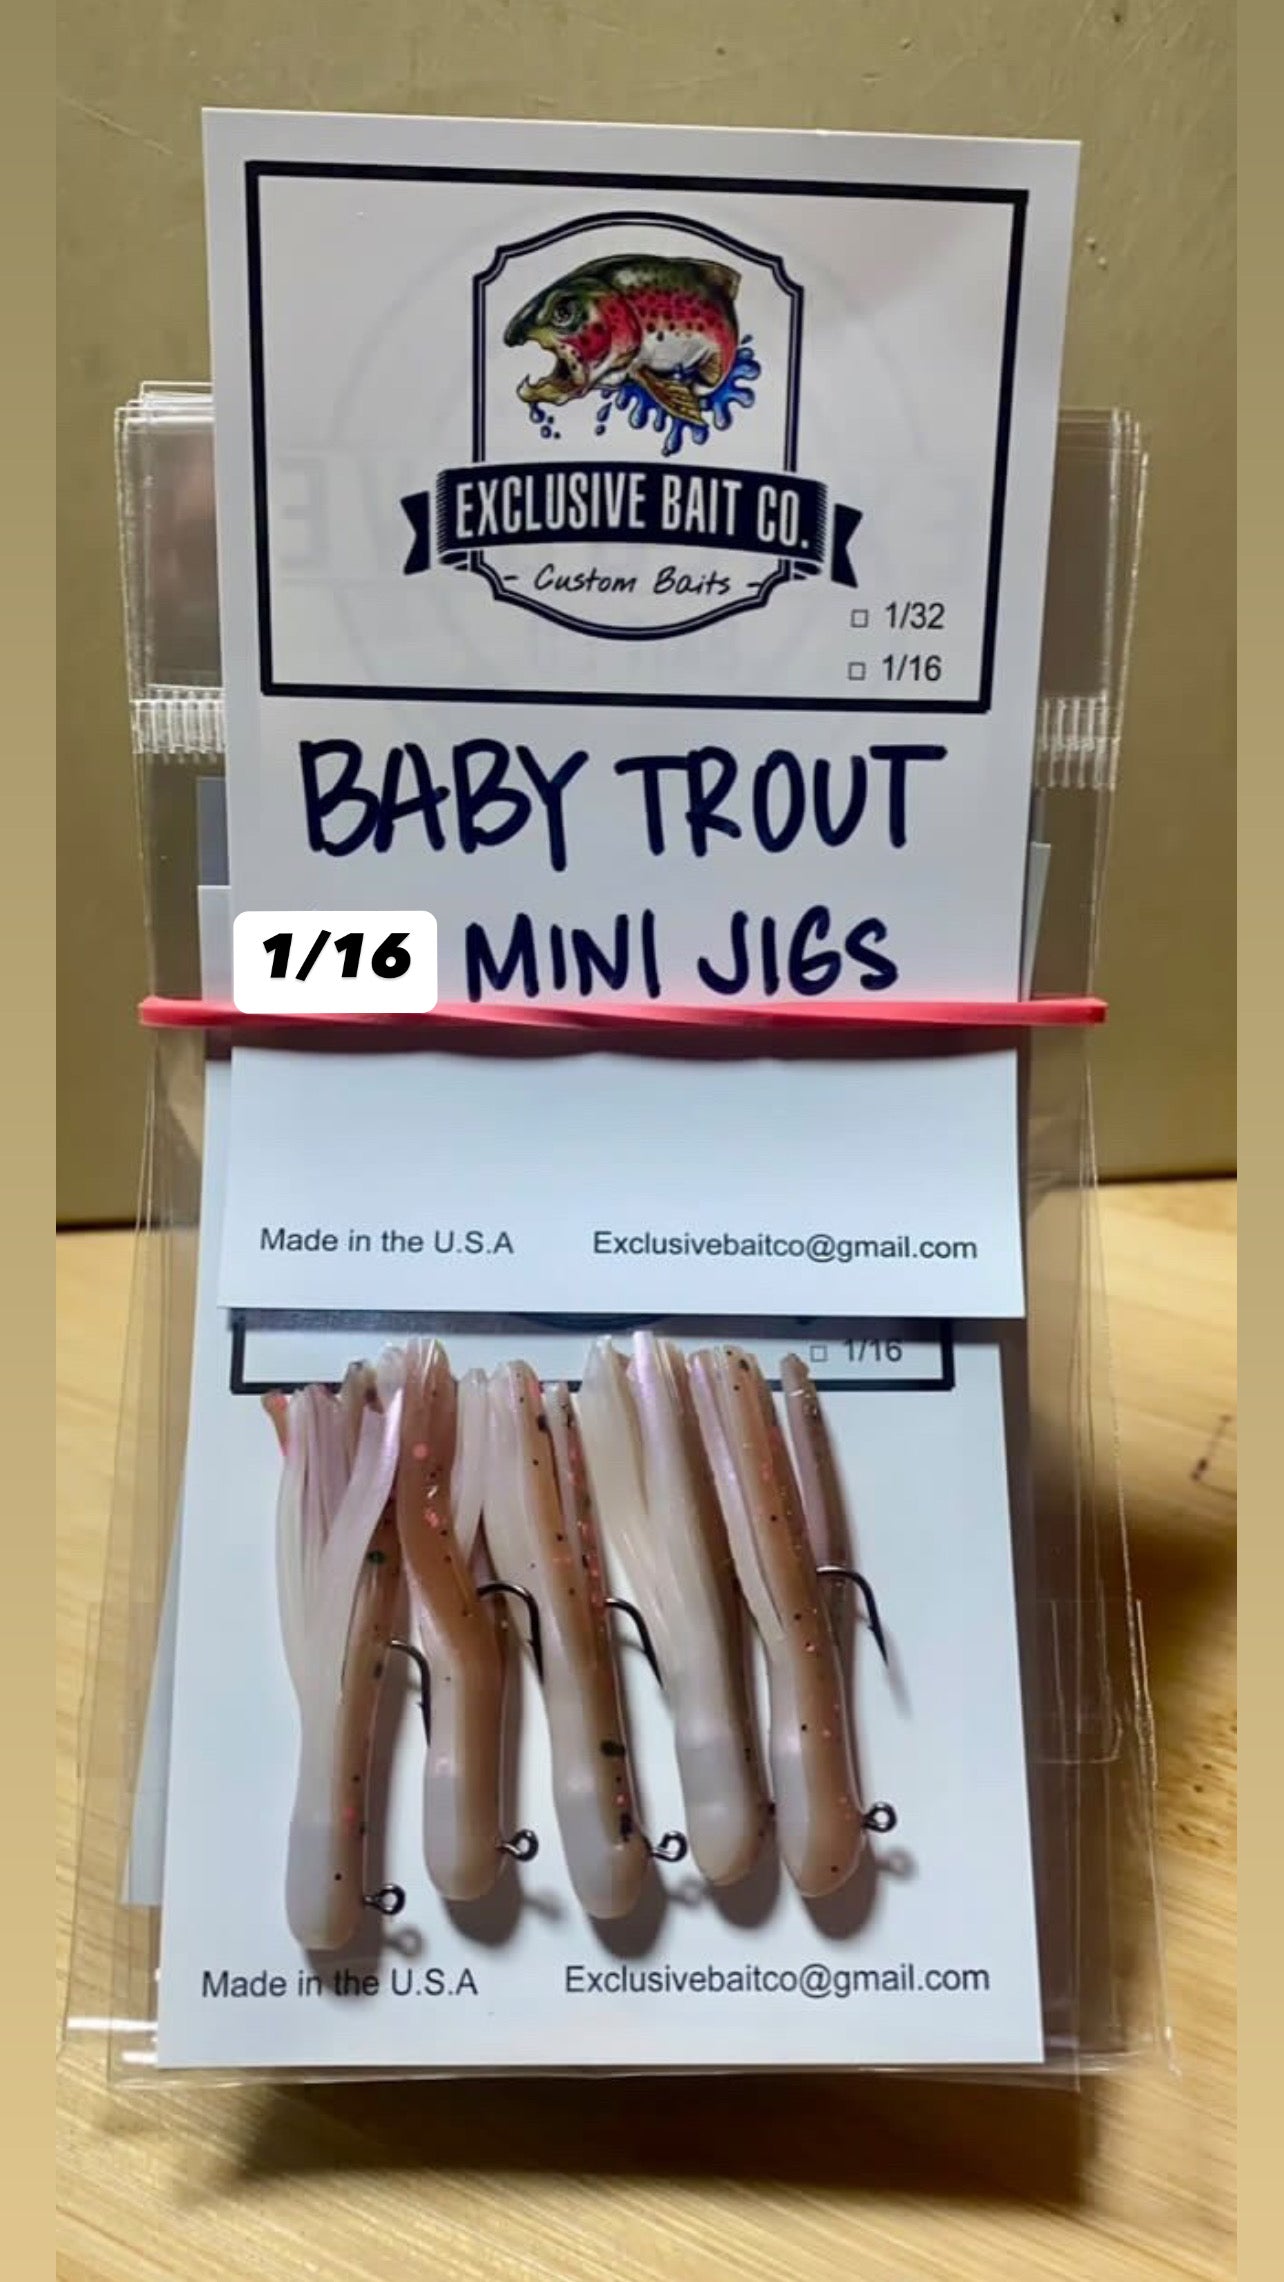 EXCLUSIVE BAIT CO.
- Custom Baits -
□ 1/32
□ 1/16
BABY TROUT
1/16 MINI JIGS
Made in the U.S.A Exclusivebaitco@gmail.com
□ 1/16
Made in the U.S.A Exclusivebaitco@gmail.com